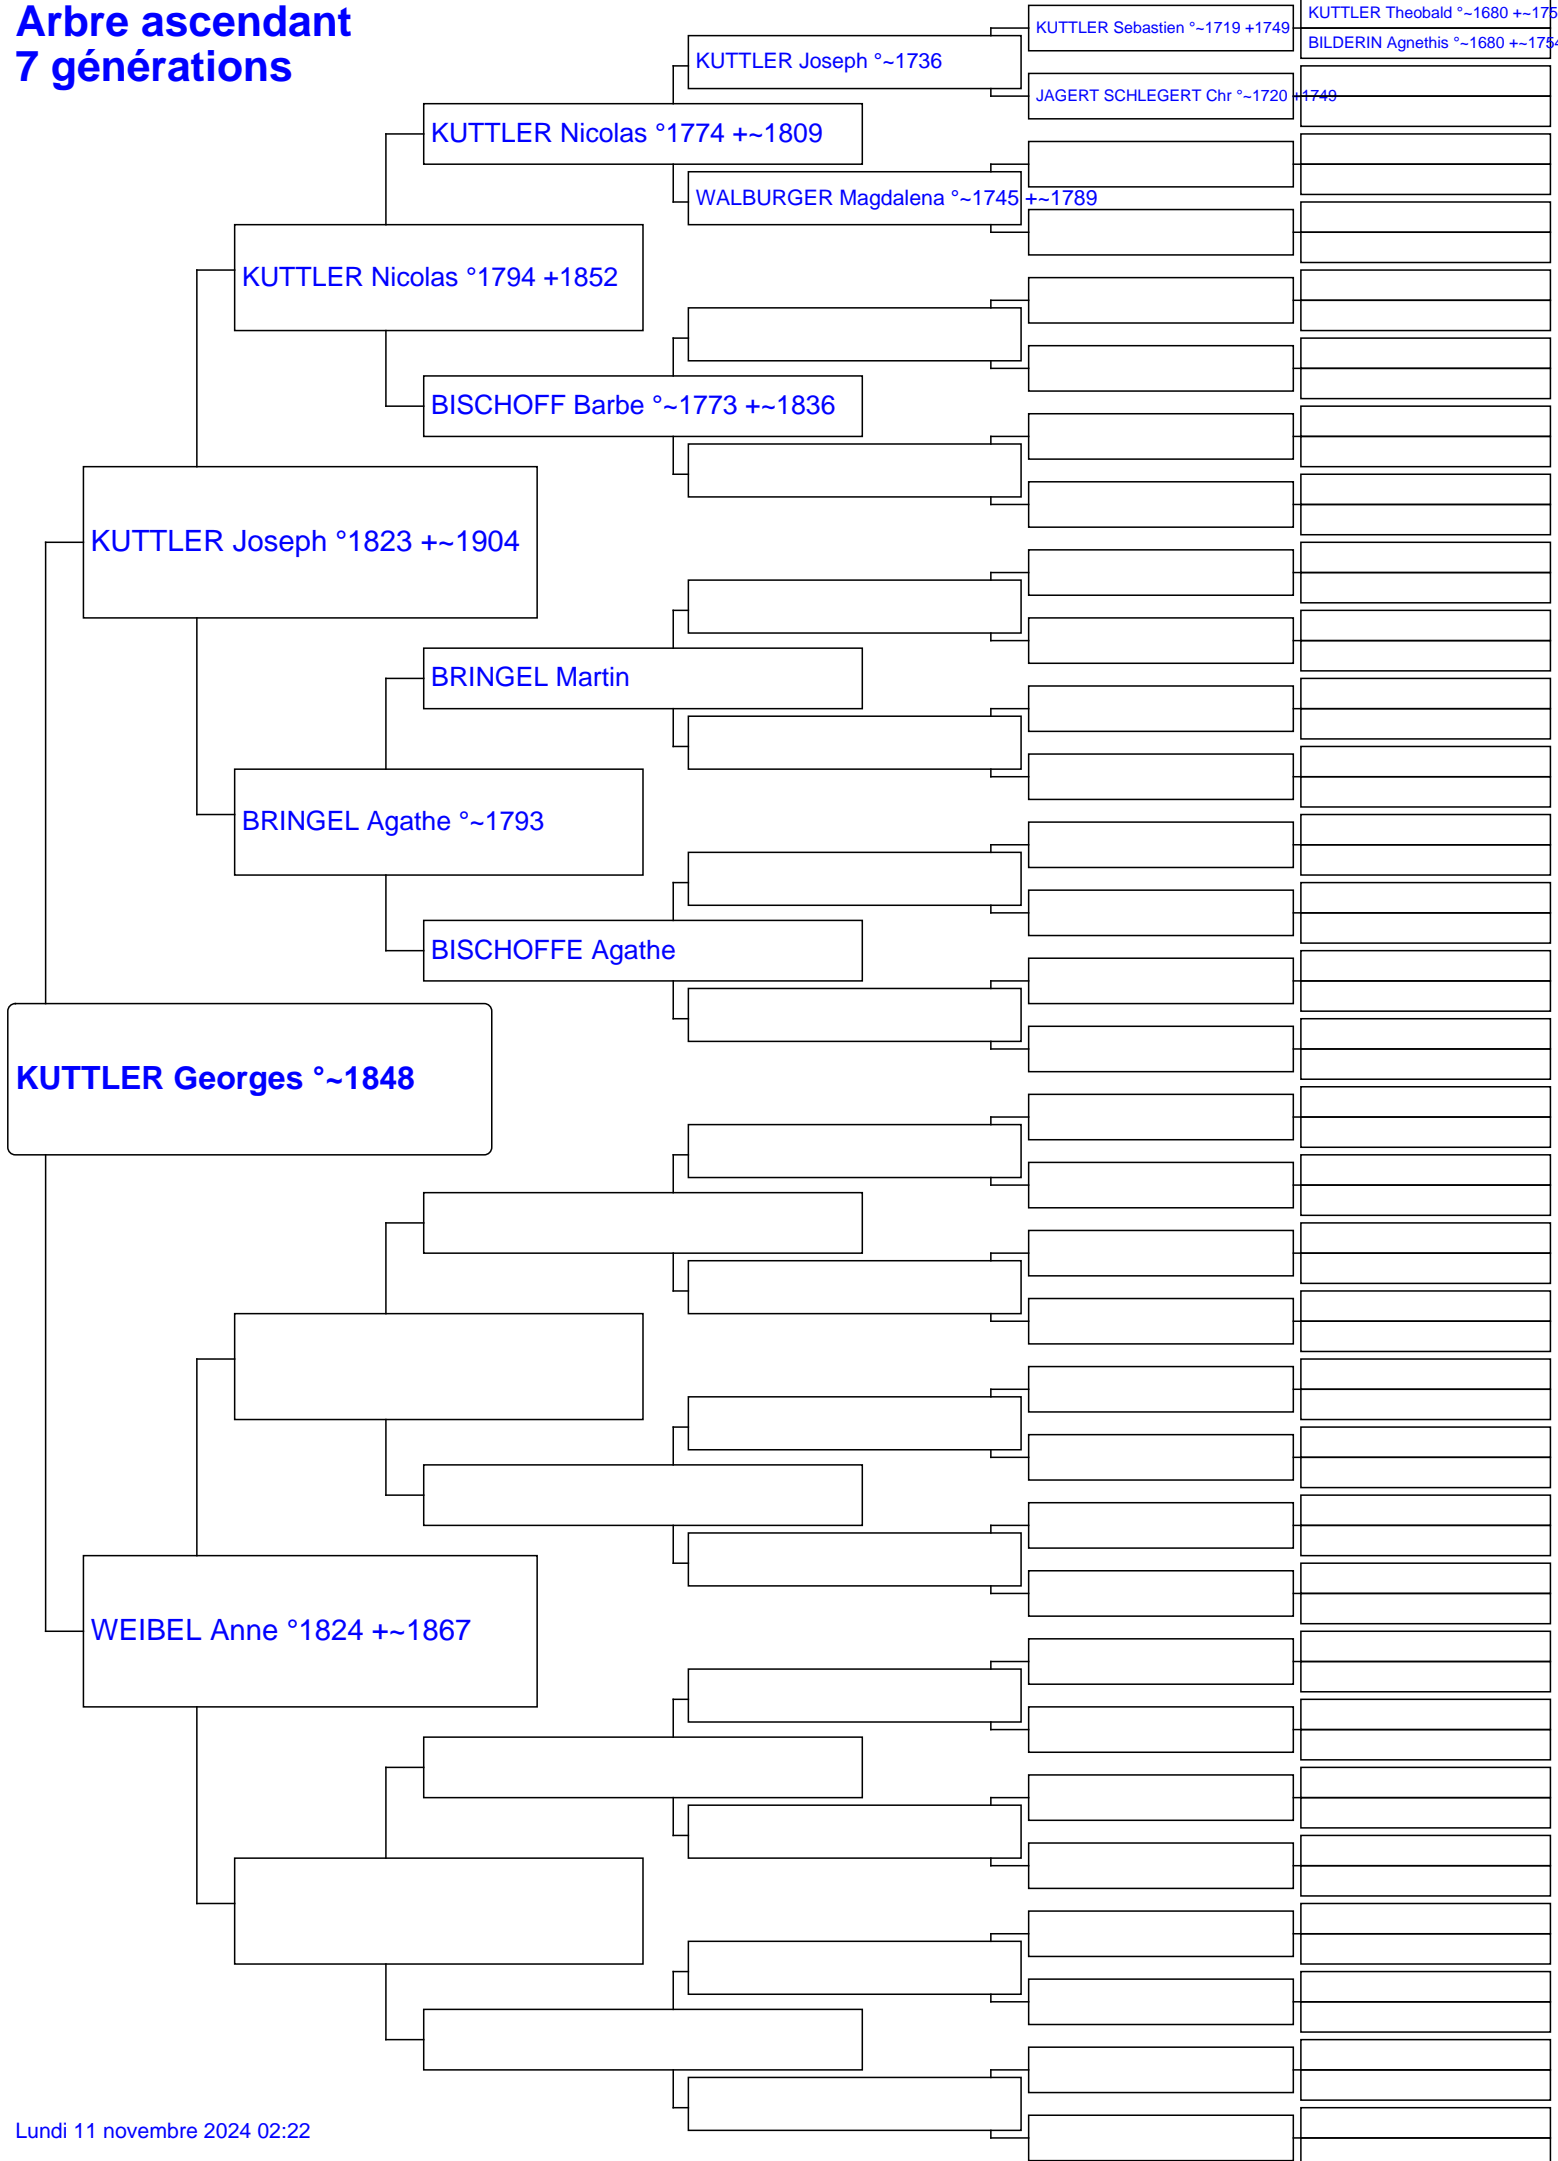 Arbre ascendant
7 générations
KUTTLER Theobald °~1680 +~175
BILDERIN Agnethis °~1680 +~1754
KUTTLER Sebastien °~1719 +1749
JAGERT SCHLEGERT Chr °~1720 +1749
KUTTLER Joseph °~1736
WALBURGER Magdalena °~1745 +~1789
KUTTLER Nicolas °1774 +~1809
KUTTLER Nicolas °1794 +1852
BISCHOFF Barbe °~1773 +~1836
KUTTLER Joseph °1823 +~1904
BRINGEL Martin
BRINGEL Agathe °~1793
BISCHOFFE Agathe
KUTTLER Georges °~1848
WEIBEL Anne °1824 +~1867
Lundi 11 novembre 2024 02:22